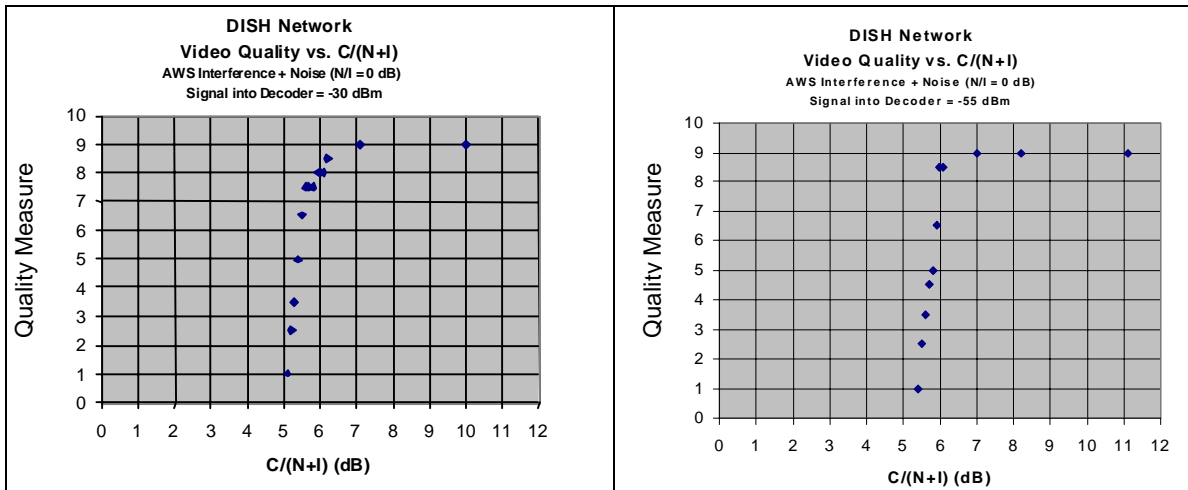 DISH Network
Video Quality vs. C/(N+I)
AWS Interference + Noise (N/I = 0 dB)
Signal into Decoder = -30 dBm
Quality Measure
10
9
8
7
6
5
4
3
2
1
0
0 1 2 3 4 5 6 7 8 9 10 11 12
C/(N+I) (dB)
DISH Network
Video Quality vs. C/(N+I)
AWS Interference + Noise (N/I = 0 dB)
Signal into Decoder = -55 dBm
Quality Measure
10
9
8
7
6
5
4
3
2
1
0
0 1 2 3 4 5 6 7 8 9 10 11 12
C/(N+I) (dB)